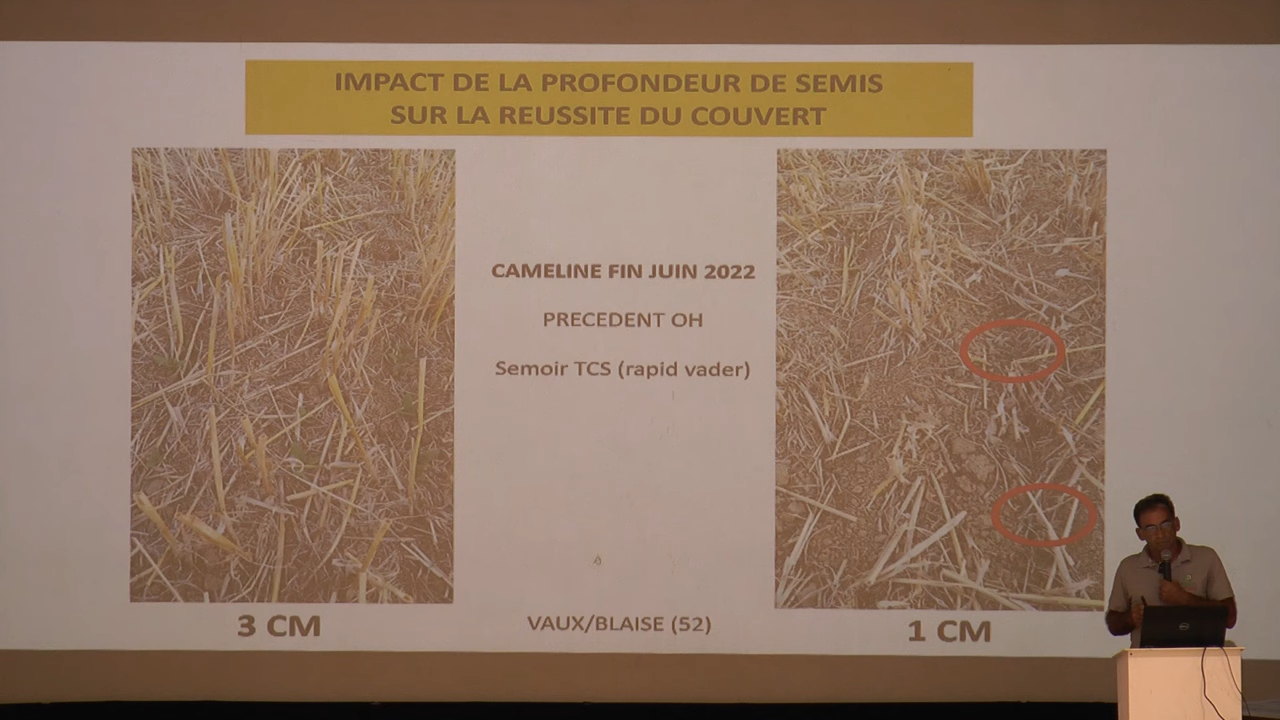 IMPACT DE LA PROFONDEUR DE SEMIS
SUR LA REUSSITE DU COUVERT
CAMELINE FIN JUIN 2022
PRECEDENT OH
Semoir TCS (rapid vader)
3 CM
VAUX/BLAISE (52)
1 CM